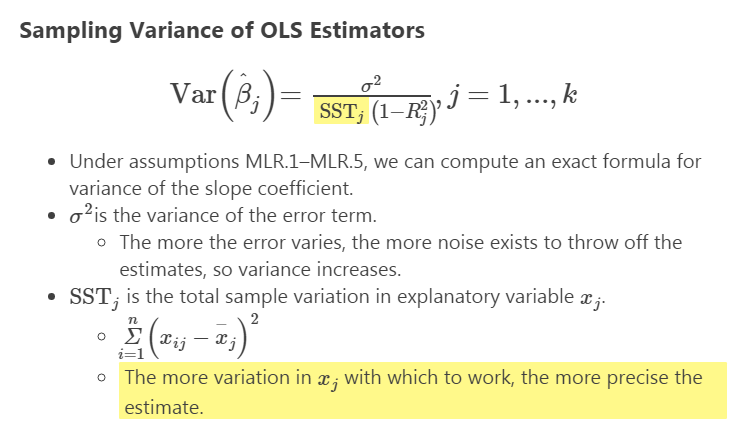 Sampling Variance of OLS Estimators
Var(β̂ⱼ) = σ² / SSTⱼ (1–Rⱼ²), j = 1, ..., k
• Under assumptions MLR.1–MLR.5, we can compute an exact formula for
variance of the slope coefficient.
• σ²is the variance of the error term.
◦ The more the error varies, the more noise exists to throw off the
estimates, so variance increases.
• SSTⱼ is the total sample variation in explanatory variable xⱼ.
◦ Σⁿᵢ₌₁ (xᵢⱼ − x̄ⱼ)²
◦ The more variation in xⱼ with which to work, the more precise the
estimate.